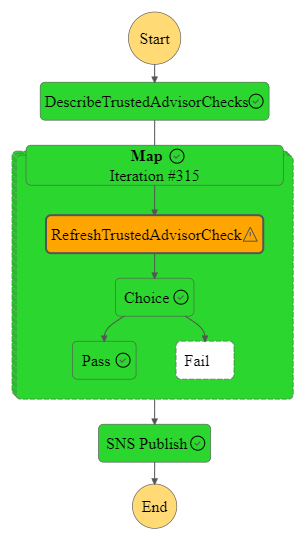 Start
DescribeTrustedAdvisorChecks
Map
Iteration #315
RefreshTrustedAdvisorCheck
Choice
Pass
Fail
SNS Publish
End